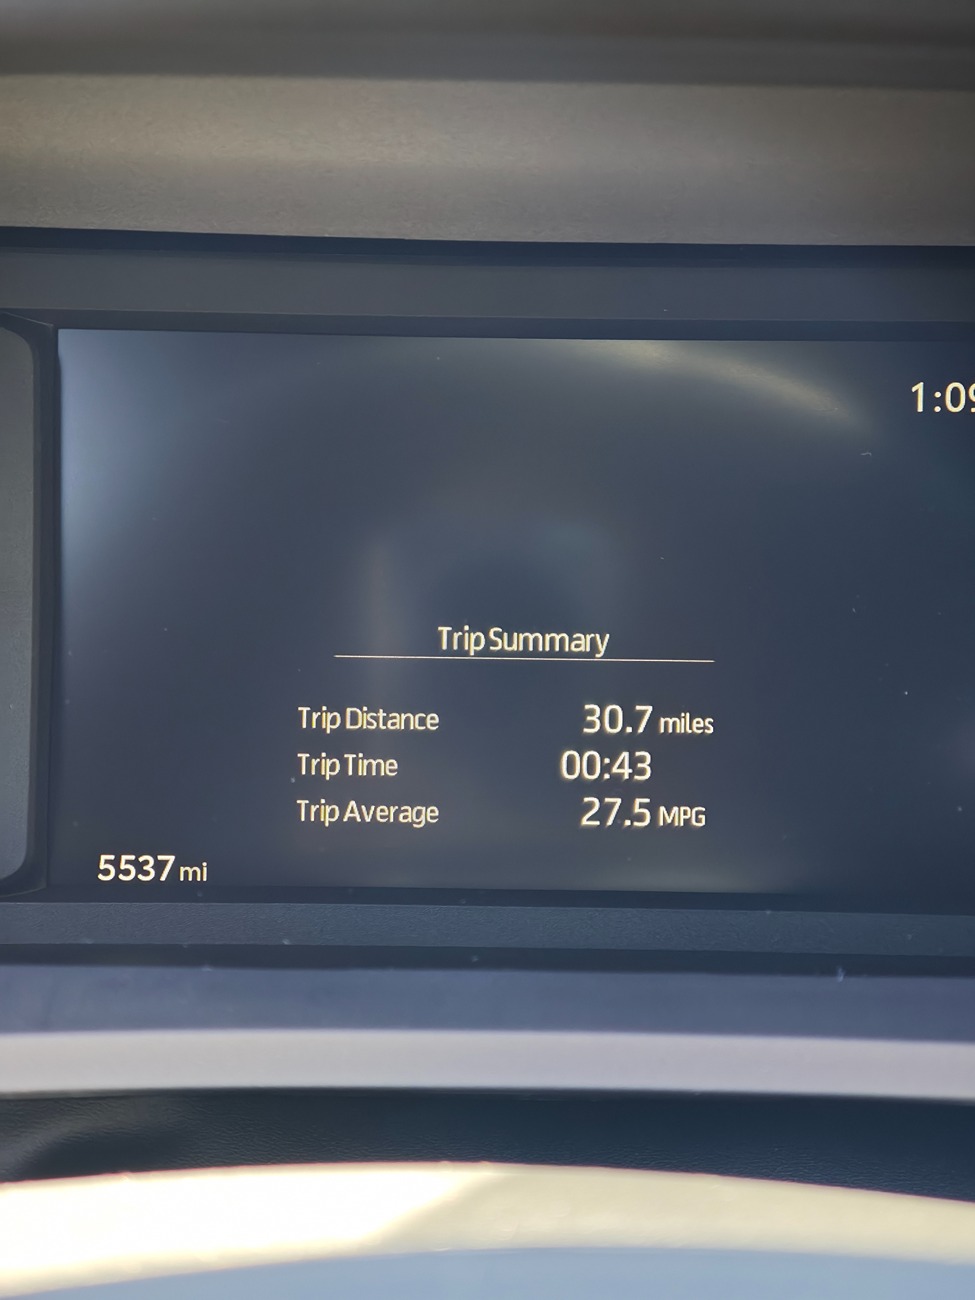 1:09
Trip Summary
Trip Distance 30.7 miles
Trip Time 00:43
Trip Average 27.5 MPG
5537 mi